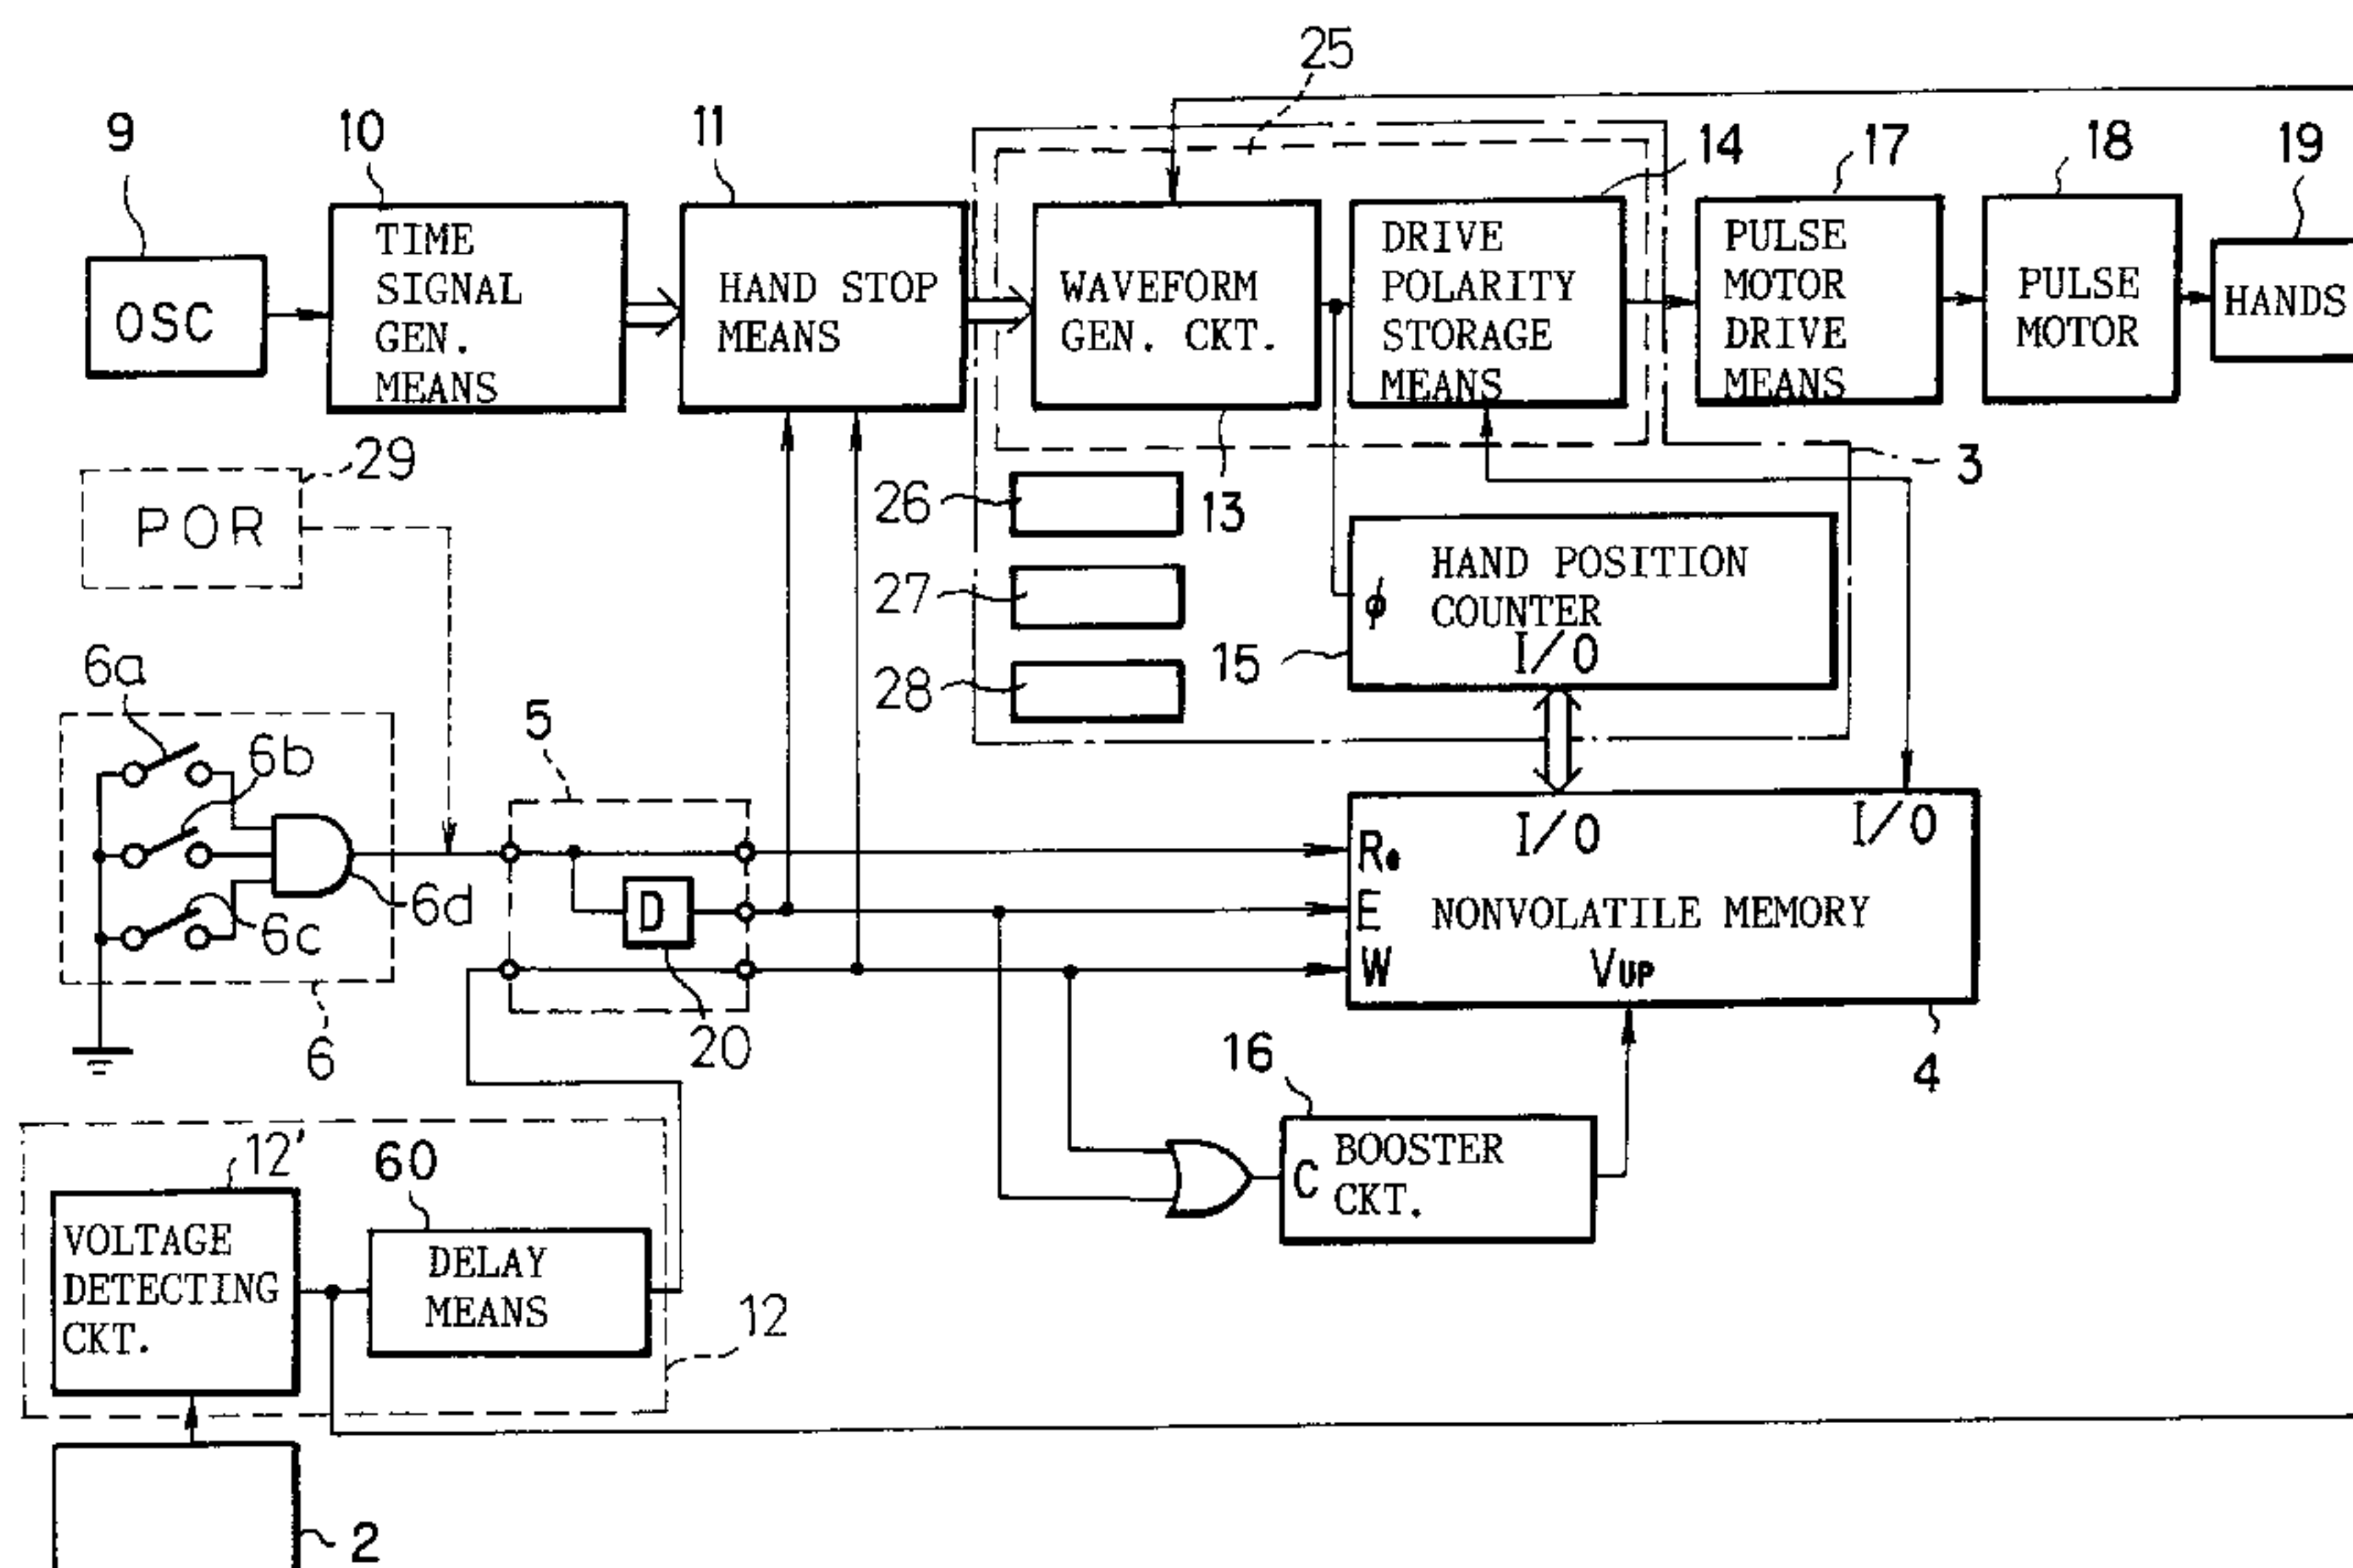 25
9
10
11
14
17
18
19
OSC
TIME
SIGNAL
GEN.
MEANS
HAND STOP
MEANS
WAVEFORM
GEN. CKT.
DRIVE
POLARITY
STORAGE
MEANS
PULSE
MOTOR
DRIVE
MEANS
PULSE
MOTOR
HANDS
29
POR
26
13
3
27
28
15
φ
HAND POSITION
COUNTER
I/O
6a
6b
6c
6d
6
5
D
20
R
E
W
I/O
I/O
NONVOLATILE MEMORY
VUP
4
16
C
BOOSTER
CKT.
12'
60
VOLTAGE
DETECTING
CKT.
DELAY
MEANS
12
2